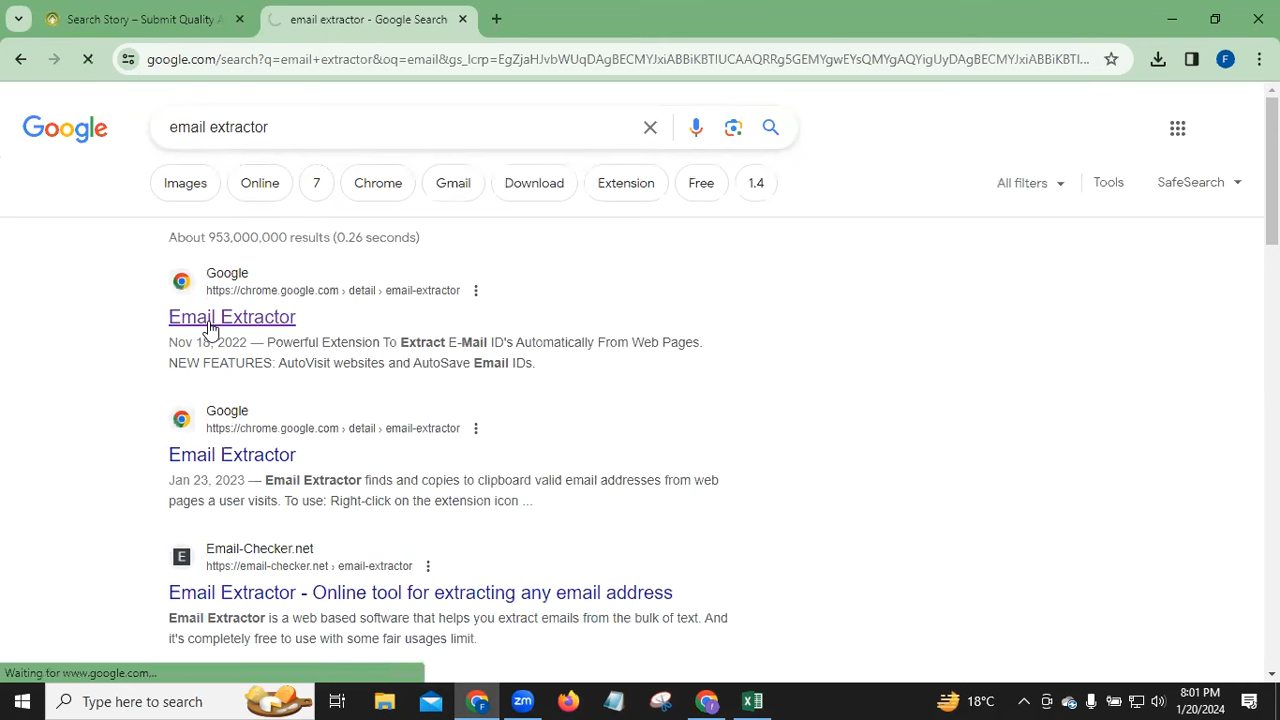 Search Story – Submit Quality A
email extractor - Google Search
google.com/search?q=email+extractor&oq=email&gs_lcrp=EgZjaHJvbWUqDAgBECMYJxiABBiKBTIUCAAQRRg5GEMYgwEYsQMYgAQYigUyDAgBECMYJxiABBiKBTI...
F
Google
email extractor
Images
Online
7
Chrome
Gmail
Download
Extension
Free
1.4
All filters
Tools
SafeSearch
About 953,000,000 results (0.26 seconds)
Google
https://chrome.google.com › detail › email-extractor
Email Extractor
Nov 18, 2022 — Powerful Extension To Extract E-Mail ID's Automatically From Web Pages.
NEW FEATURES: AutoVisit websites and AutoSave Email IDs.
Google
https://chrome.google.com › detail › email-extractor
Email Extractor
Jan 23, 2023 — Email Extractor finds and copies to clipboard valid email addresses from web
pages a user visits. To use: Right-click on the extension icon ...
E
Email-Checker.net
https://email-checker.net › email-extractor
Email Extractor - Online tool for extracting any email address
Email Extractor is a web based software that helps you extract emails from the bulk of text. And
it's completely free to use with some fair usages limit.
Waiting for www.google.com...
Type here to search
zm
18°C
8:01 PM
1/20/2024